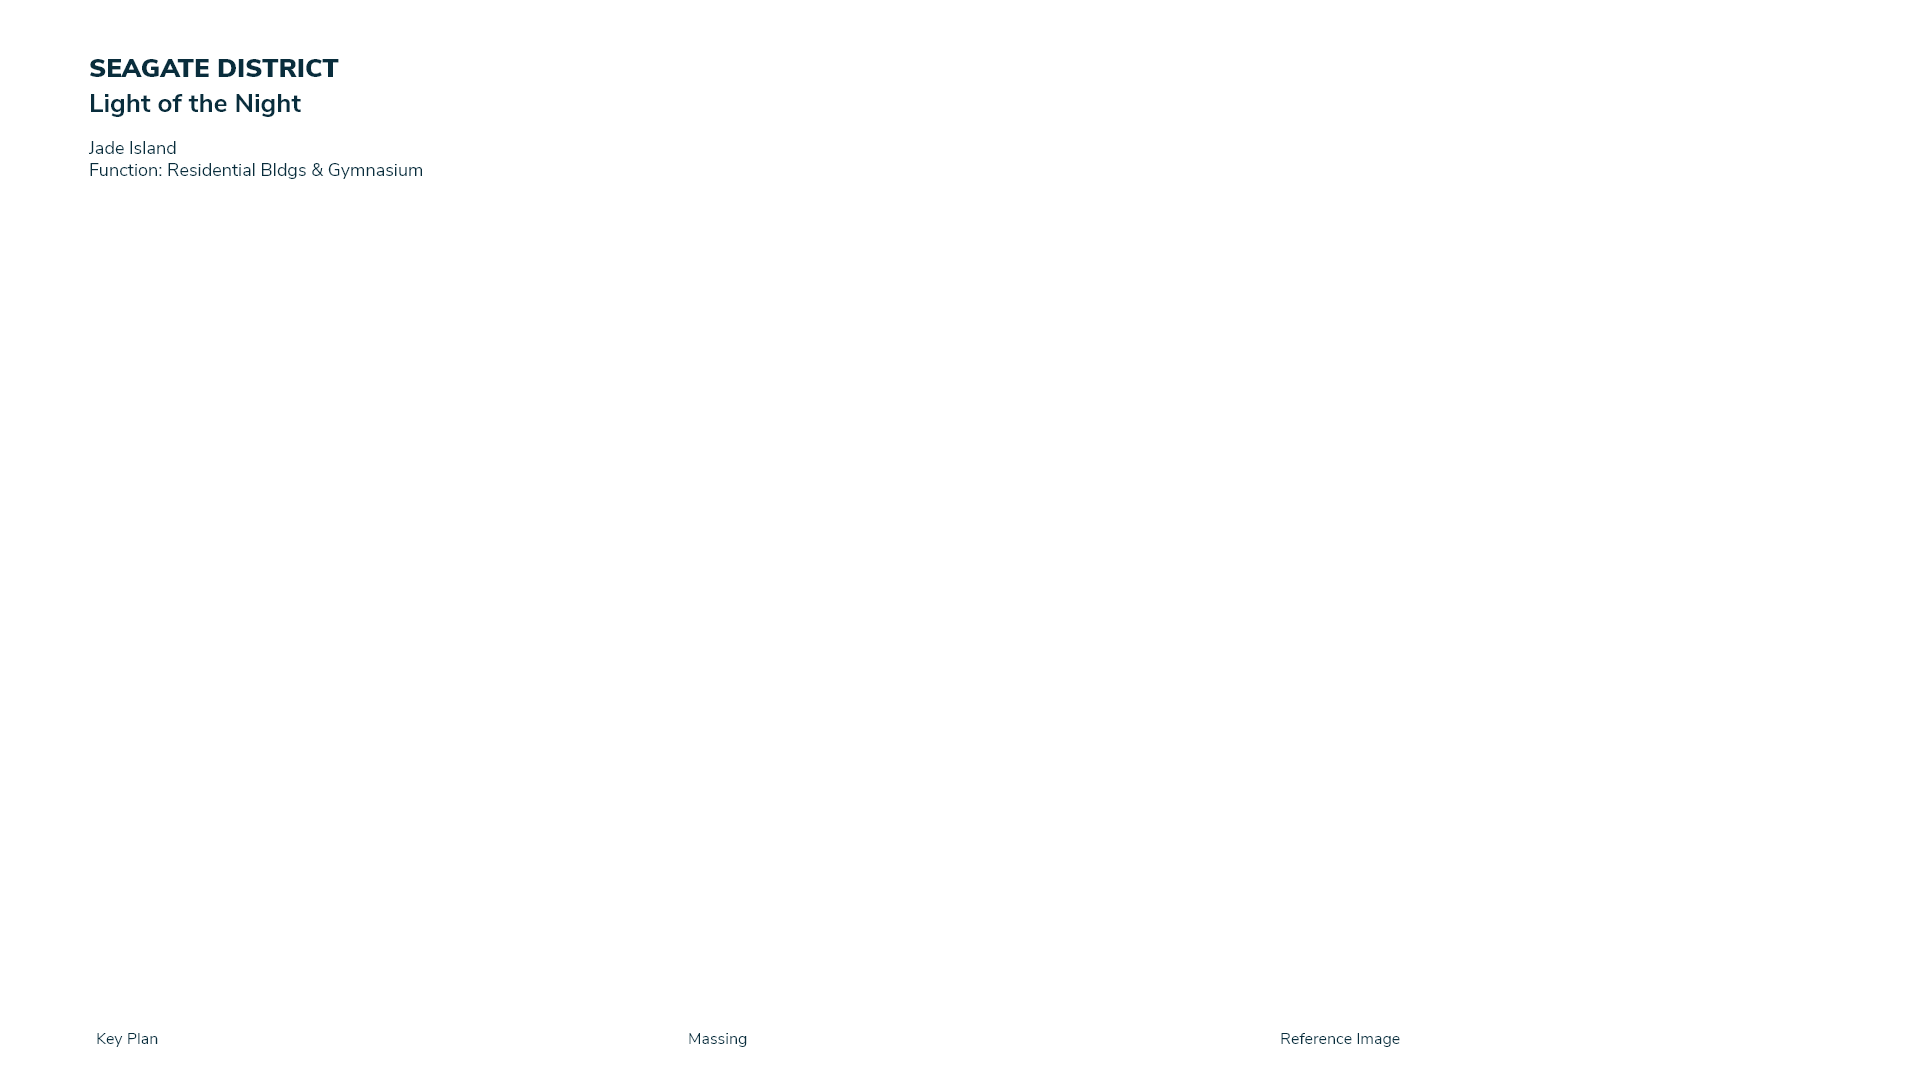 SEAGATE DISTRICT
Light of the Night
Jade Island
Function: Residential Bldgs & Gymnasium
Key Plan
Massing
Reference Image